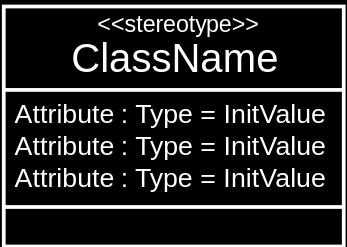 <<stereotype>>
ClassName
Attribute : Type = InitValue
Attribute : Type = InitValue
Attribute : Type = InitValue